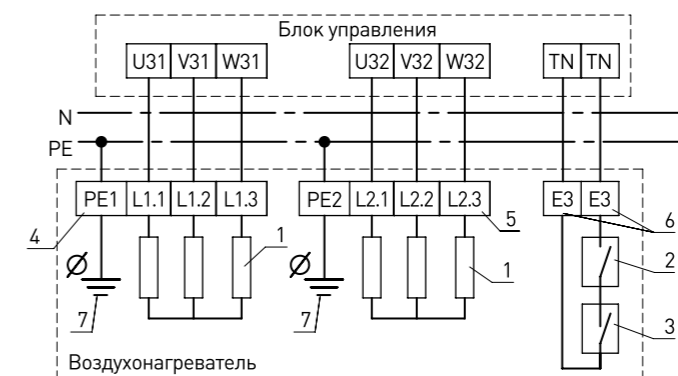 Блок управления
U31 V31 W31 U32 V32 W32 TN TN
N
PE
PE1 L1.1 L1.2 L1.3 PE2 L2.1 L2.2 L2.3 E3 E3
4 5 6
1 2
7 7 1
3
Воздухонагреватель